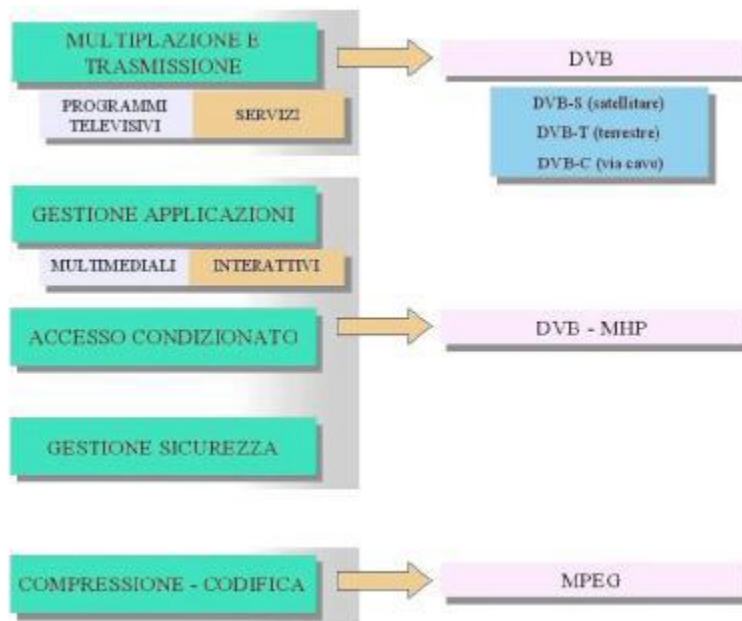 MULTIPLAZIONE E
TRASMISSIONE
DVB
PROGRAMMI
TELEVISIVI
SERVIZI
DVB-S (satellitare)
DVB-T (terrestre)
DVB-C (via cavo)
GESTIONE APPLICAZIONI
MULTIMEDIALI
INTERATTIVI
ACCESSO CONDIZIONATO
DVB - MHP
GESTIONE SICUREZZA
COMPRESSIONE - CODIFICA
MPEG